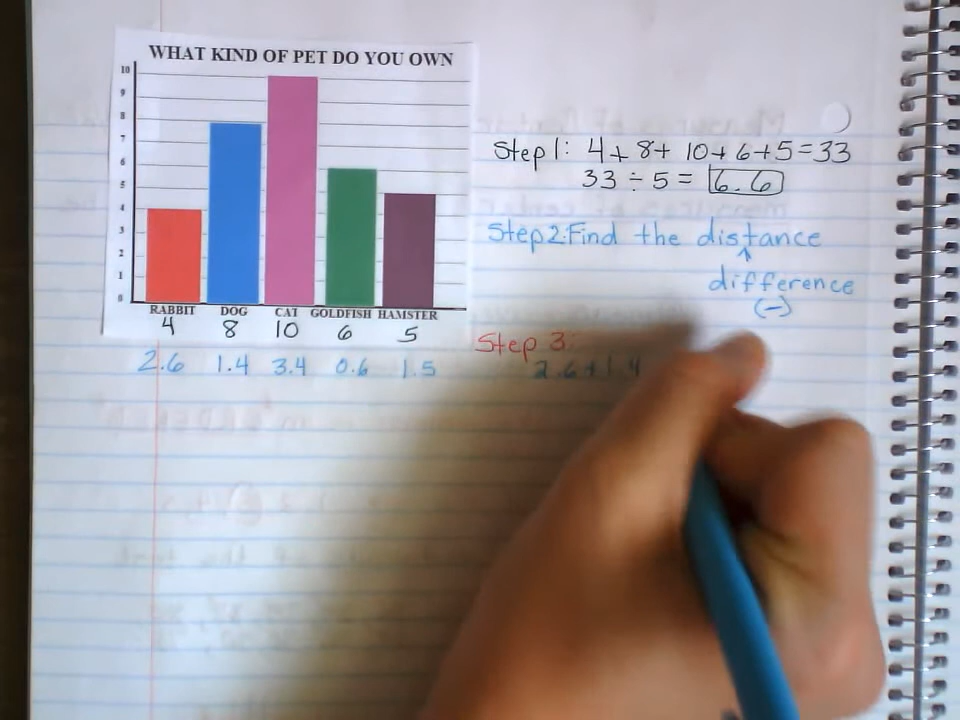 WHAT KIND OF PET DO YOU OWN
10
9
8
7
6
5
4
3
2
1
0
RABBIT DOG CAT GOLDFISH HAMSTER
4 8 10 6 5
2.6 1.4 3.4 0.6 1.5
Step 1: 4+8+10+6+5=33
33÷5=6.6
Step 2: Find the distance
difference
(-)
Step 3:
2.6+1.4